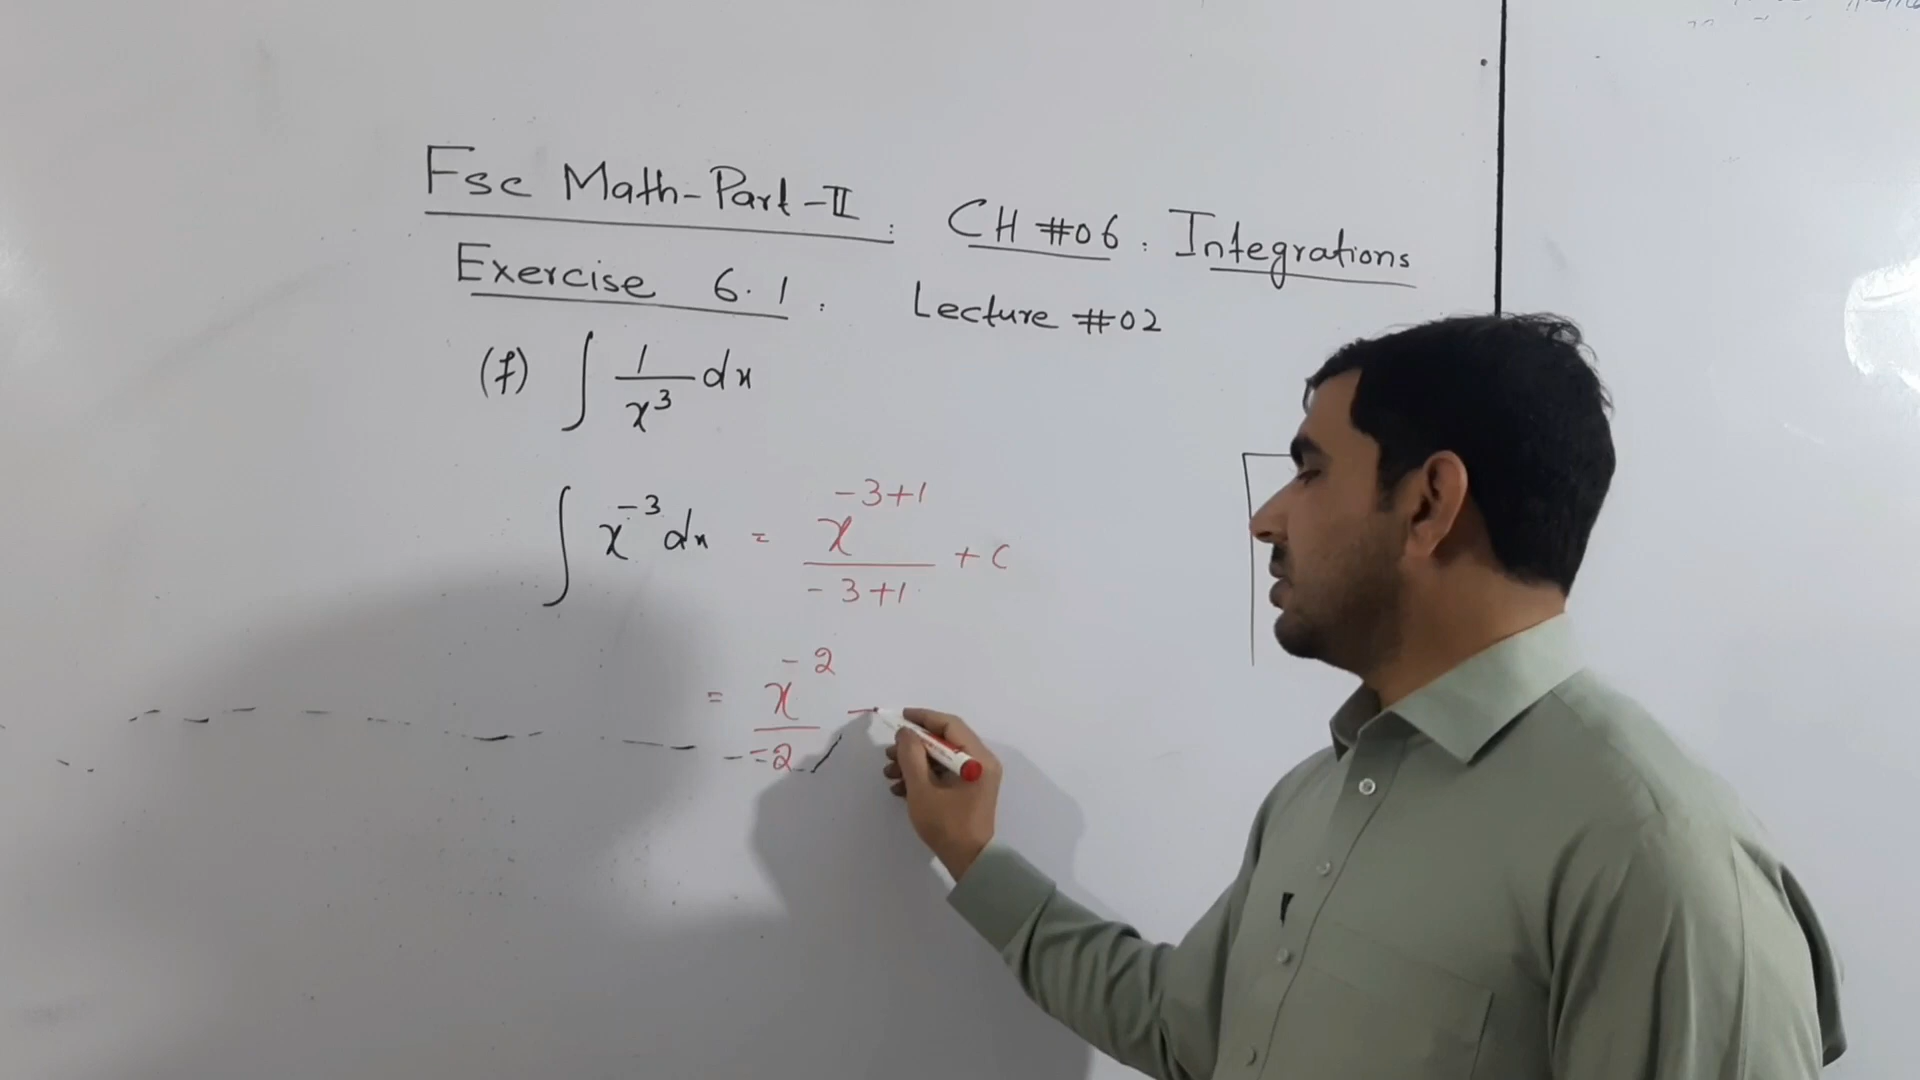 Fsc Math-Part-II. CH #06. Integrations
Exercise 6.1. Lecture #02
(f) ∫ 1/x³ dx
∫ x⁻³ dx = x⁻³⁺¹/-3+1 + c
= x⁻²/-2